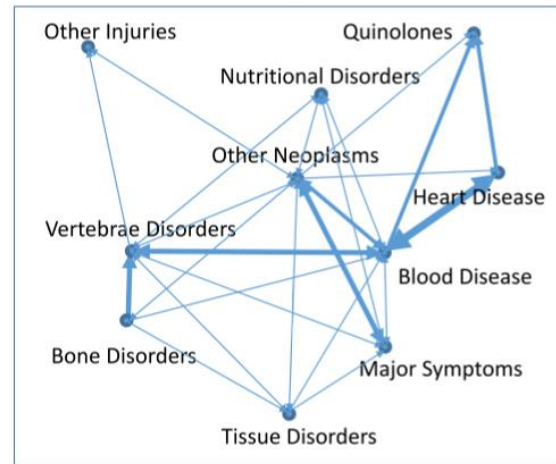 Other Injuries
Quinolones
Nutritional Disorders
Other Neoplasms
Heart Disease
Vertebrae Disorders
Blood Disease
Bone Disorders
Major Symptoms
Tissue Disorders